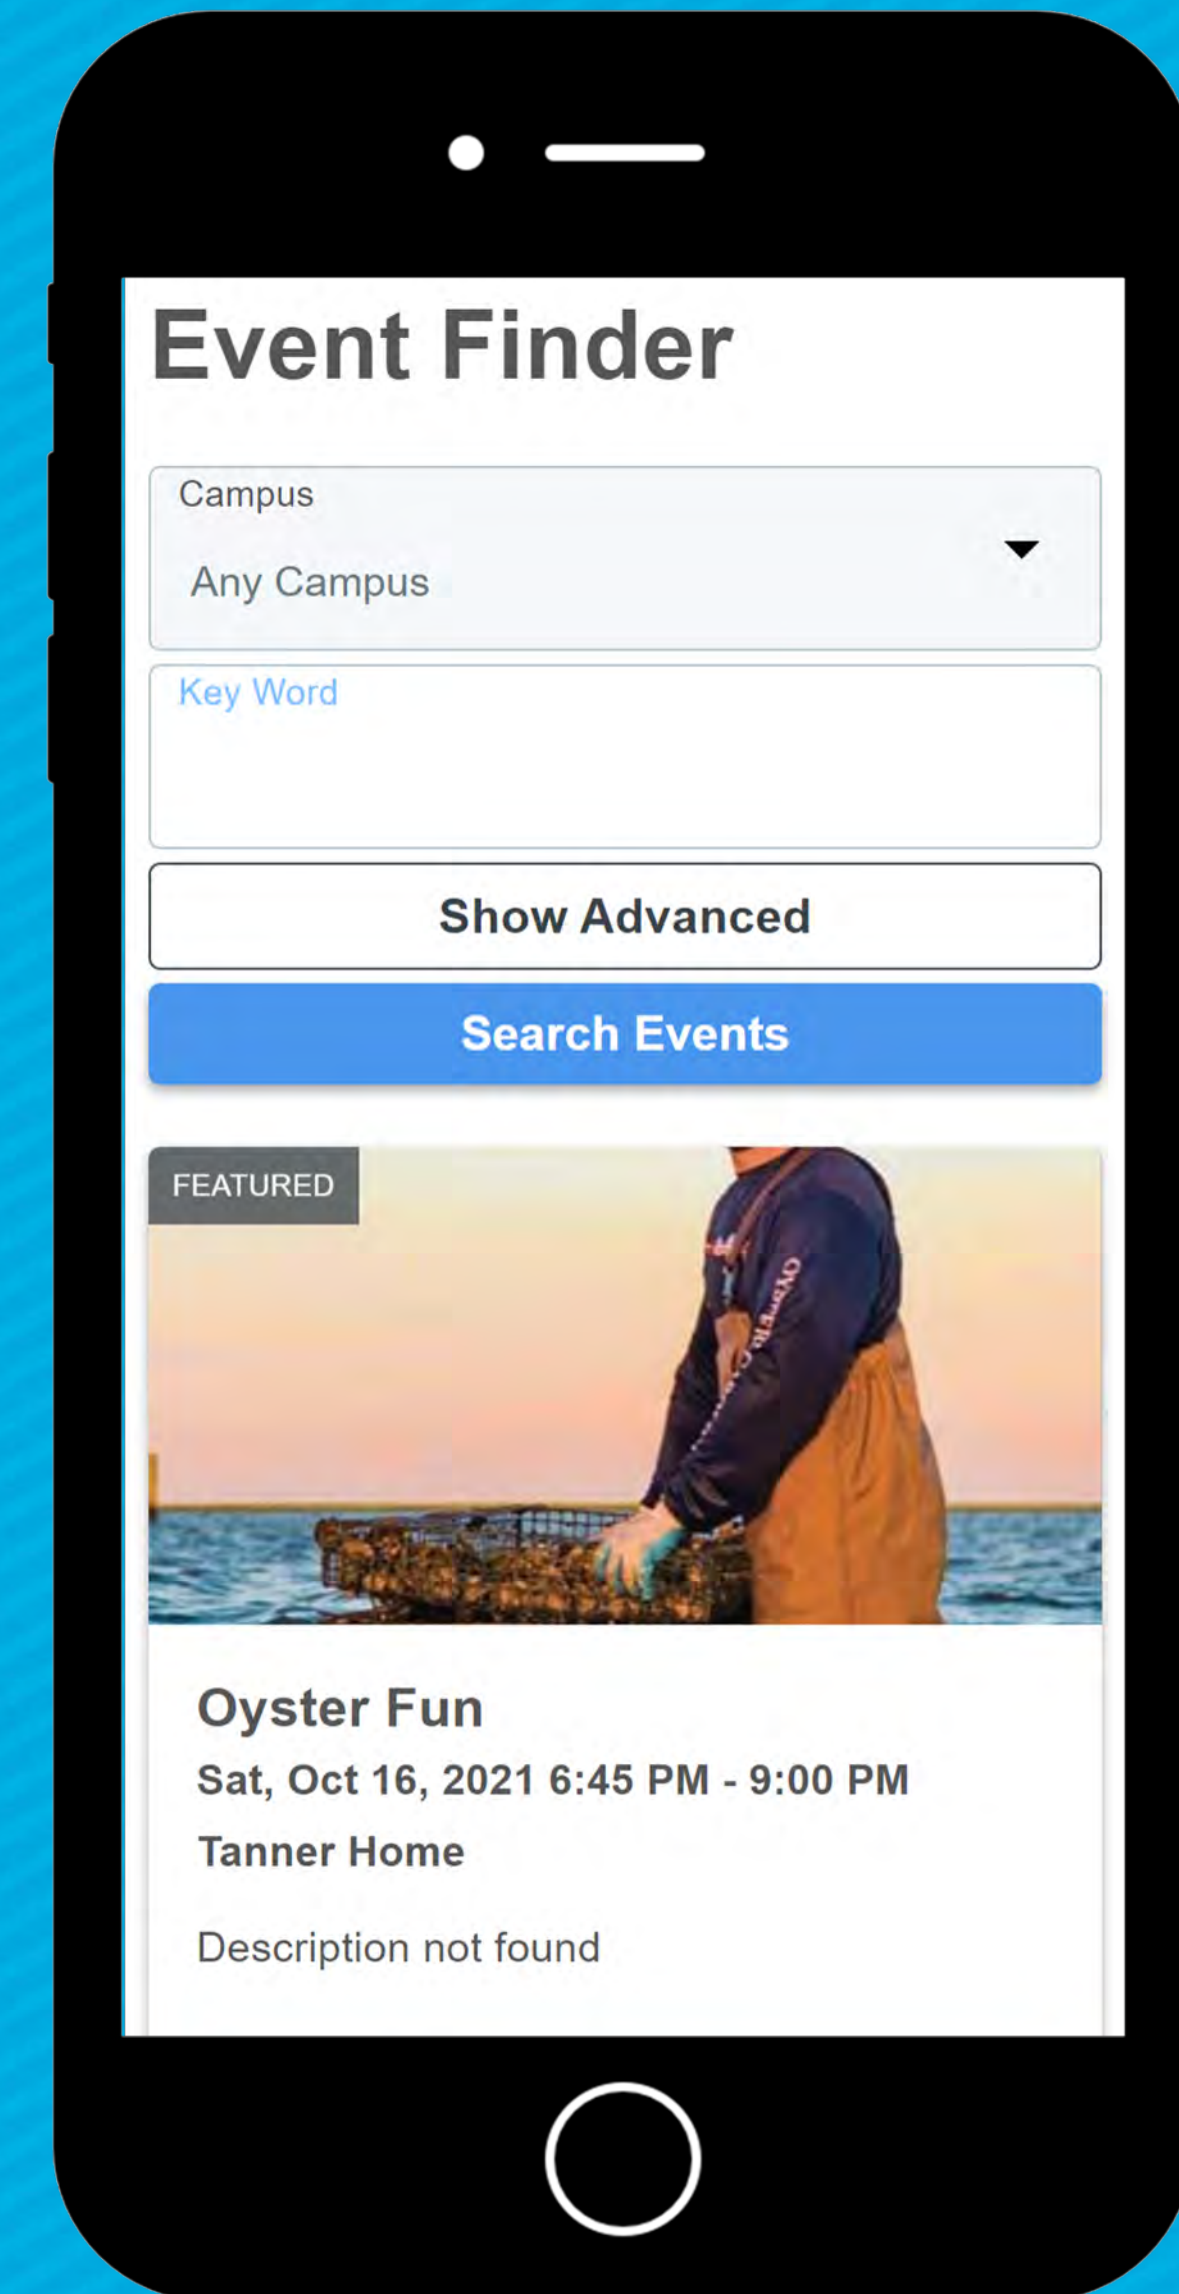 Event Finder
Campus
Any Campus
Key Word
Show Advanced
Search Events
FEATURED
Oyster Fun
Sat, Oct 16, 2021 6:45 PM - 9:00 PM
Tanner Home
Description not found